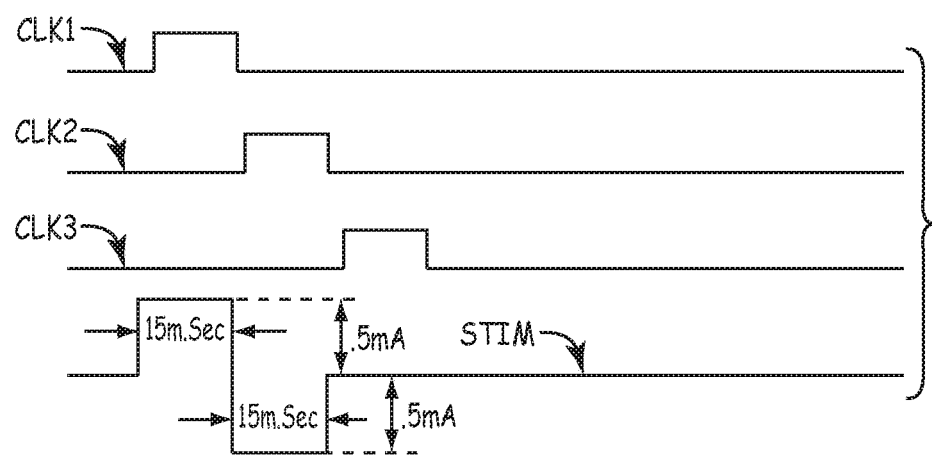 CLK1
CLK2
CLK3
15m.Sec
.5mA
STIM
15m.Sec
.5mA